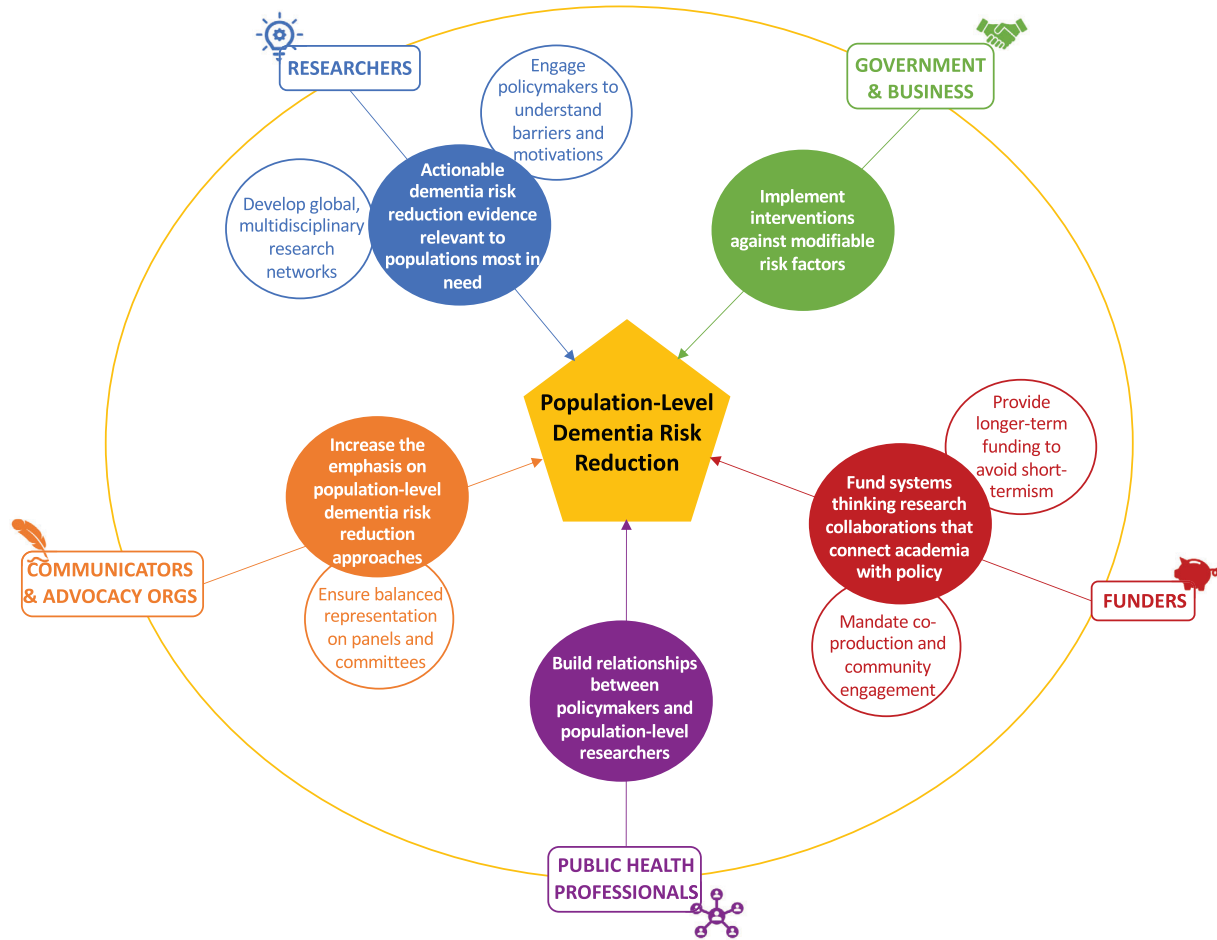 RESEARCHERS
Engage
policymakers to
understand
barriers and
motivations
Develop global,
multidisciplinary
research
networks
Actionable
dementia risk
reduction evidence
relevant to
populations most in
need
GOVERNMENT
& BUSINESS
Implement
interventions
against modifiable
risk factors
Population-Level
Dementia Risk
Reduction
Provide
longer-term
funding to
avoid short-
termism
Fund systems
thinking research
collaborations that
connect academia
with policy
Mandate co-
production and
community
engagement
FUNDERS
Increase the
emphasis on
population-level
dementia risk
reduction
approaches
Ensure balanced
representation
on panels and
committees
COMMUNICATORS
& ADVOCACY ORGS
Build relationships
between
policymakers and
population-level
researchers
PUBLIC HEALTH
PROFESSIONALS